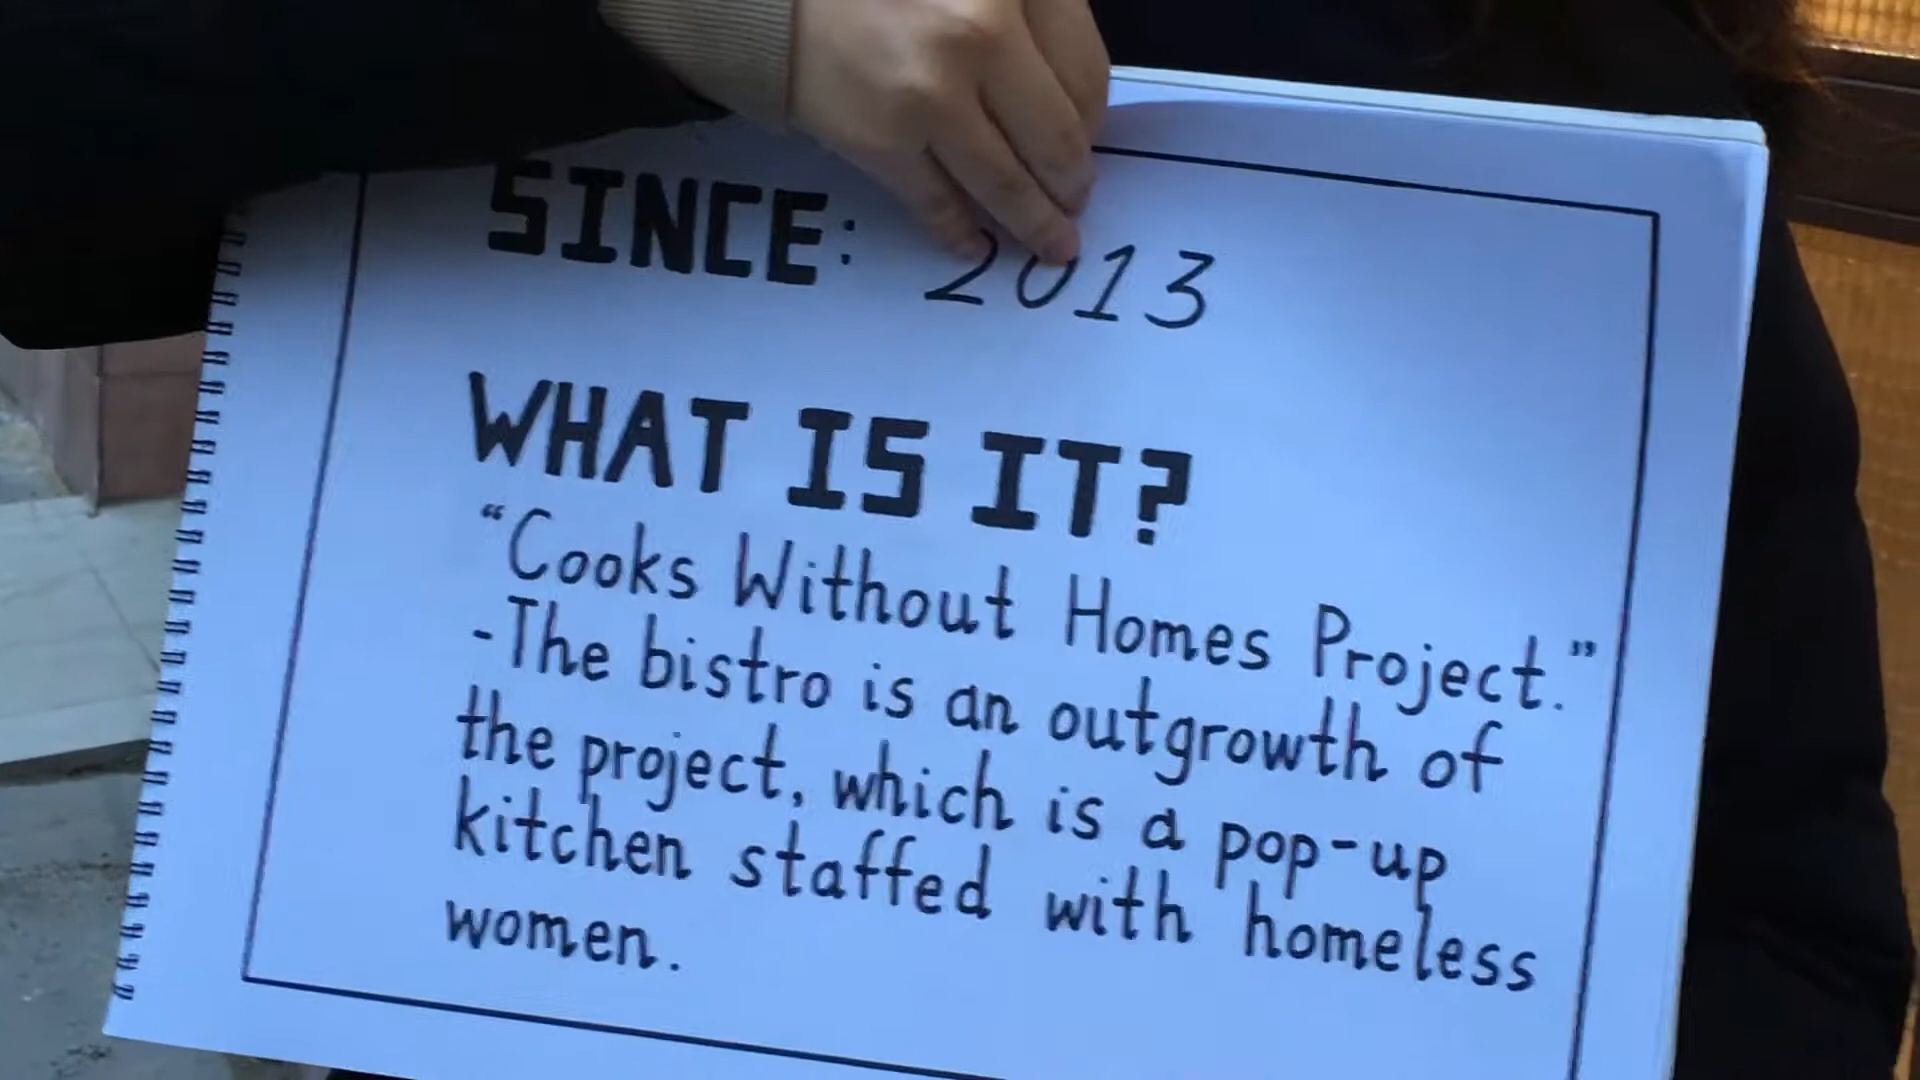 SINCE: 2013
WHAT IS IT?
“Cooks Without Homes Project.”
-The bistro is an outgrowth of
the project, which is a pop-up
kitchen staffed with homeless
women.